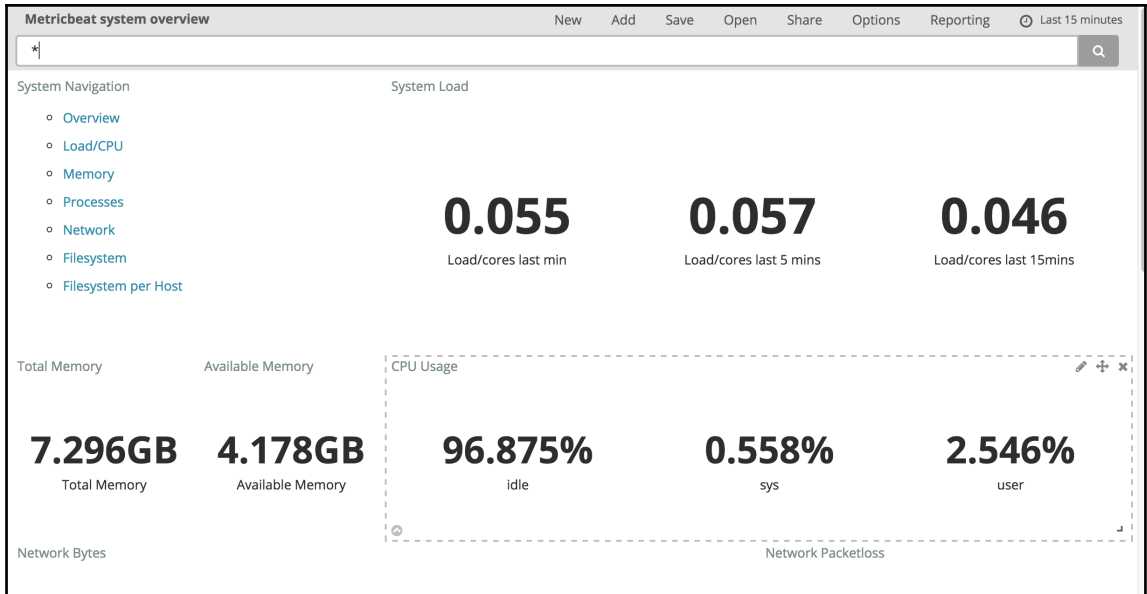 Metricbeat system overview New Add Save Open Share Options Reporting Last 15 minutes
*
System Navigation
Overview
Load/CPU
Memory
Processes
Network
Filesystem
Filesystem per Host
System Load
0.055 0.057 0.046
Load/cores last min Load/cores last 5 mins Load/cores last 15mins
Total Memory
7.296GB
Total Memory
Available Memory
4.178GB
Available Memory
CPU Usage
96.875% 0.558% 2.546%
idle sys user
Network Bytes Network Packetloss